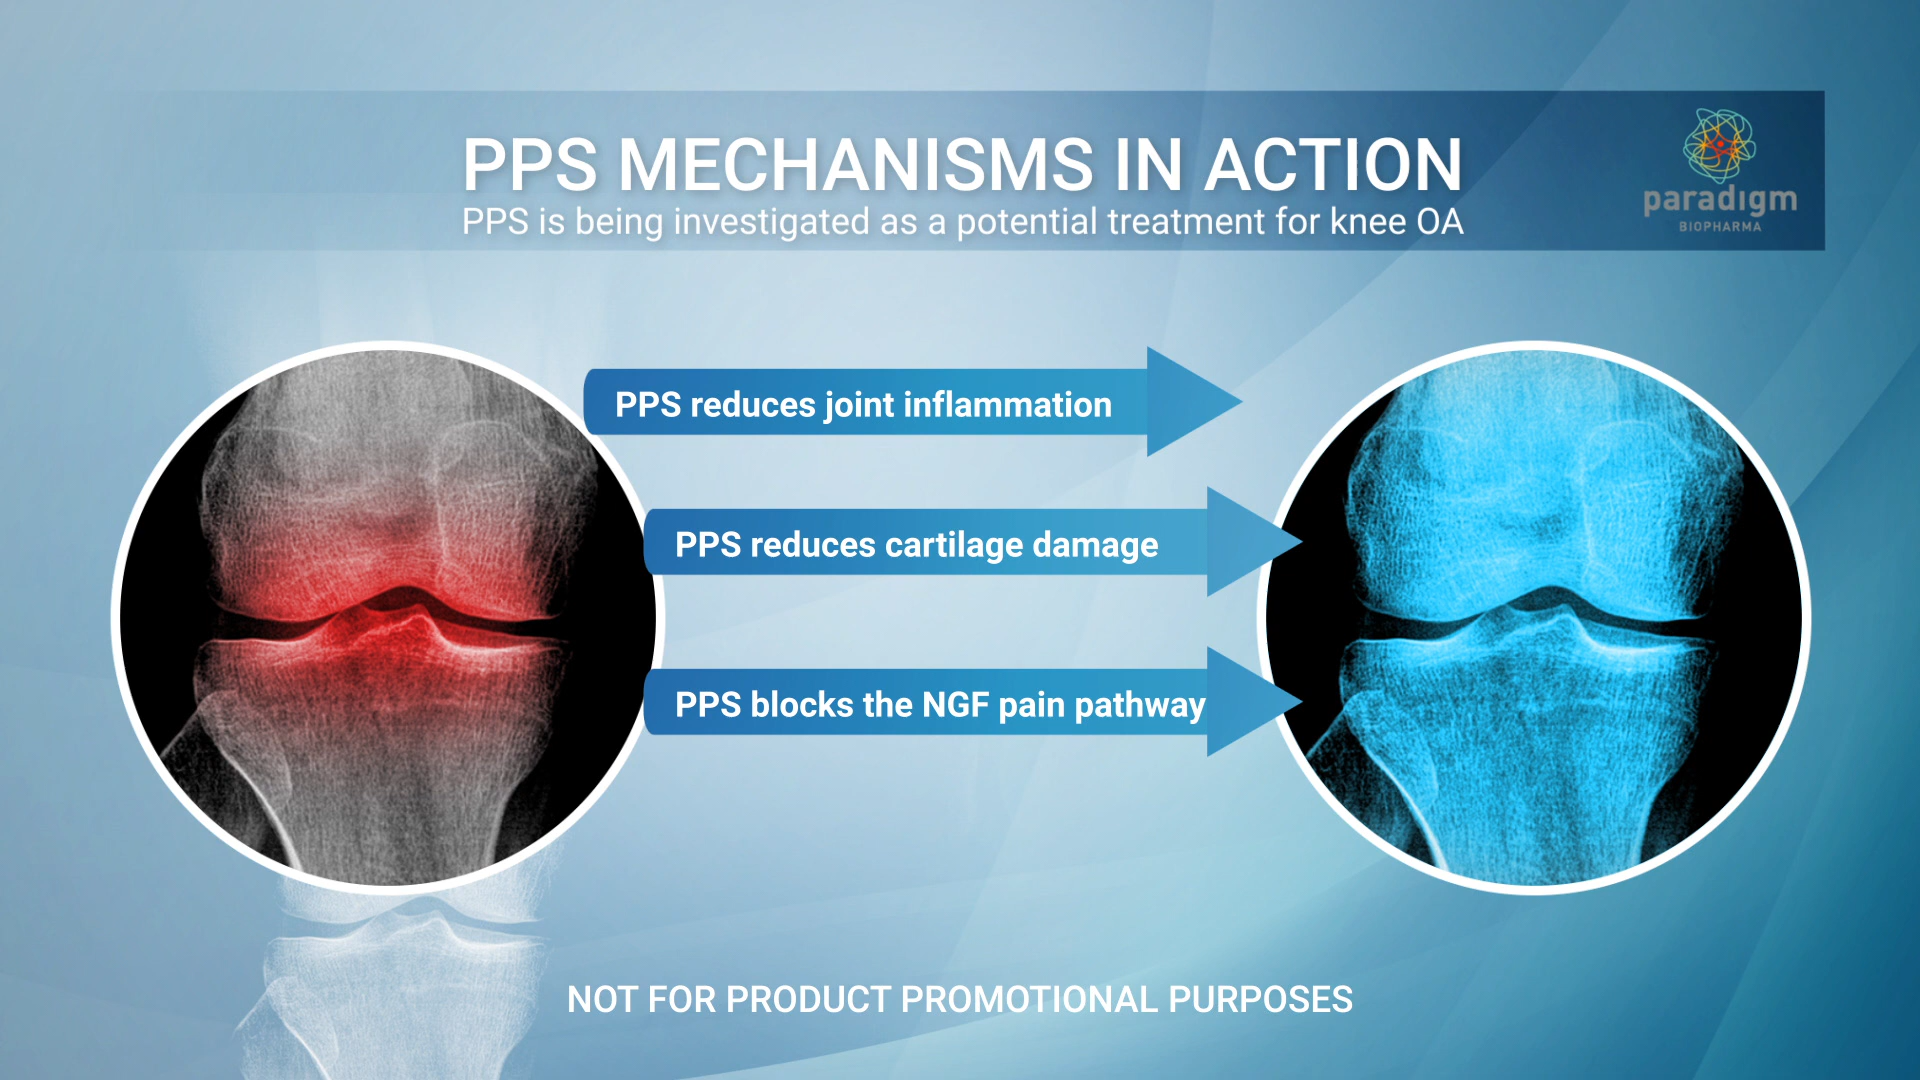 PPS MECHANISMS IN ACTION
PPS is being investigated as a potential treatment for knee OA
paradigm
BIOPHARMA
PPS reduces joint inflammation
PPS reduces cartilage damage
PPS blocks the NGF pain pathway
NOT FOR PRODUCT PROMOTIONAL PURPOSES